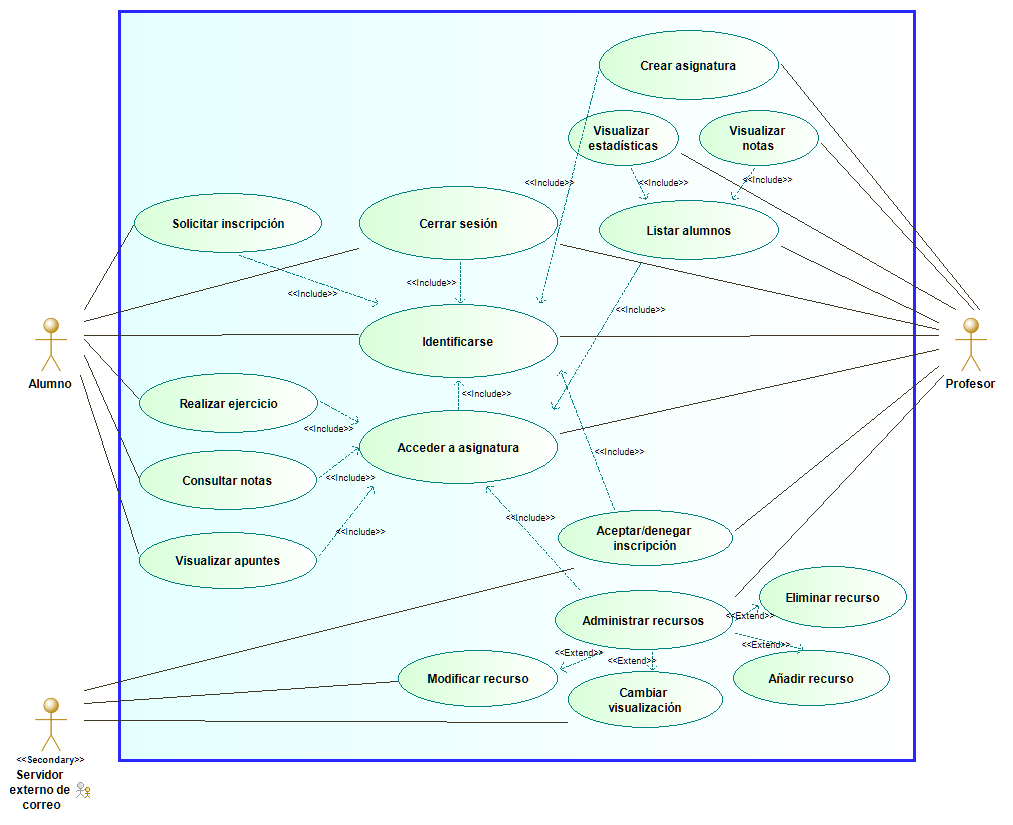 Crear asignatura
Visualizar
estadísticas
Visualizar
notas
<<Include>>
<<Include>>
<<Include>>
Solicitar inscripción
Cerrar sesión
Listar alumnos
<<Include>>
<<Include>>
<<Include>>
Identificarse
Alumno
Profesor
<<Include>>
Realizar ejercicio
<<Include>>
Acceder a asignatura
<<Include>>
Consultar notas
<<Include>>
<<Include>>
<<Include>>
Aceptar/denegar
inscripción
Visualizar apuntes
Eliminar recurso
<<Extend>>
Administrar recursos
<<Extend>>
<<Extend>>
<<Extend>>
Modificar recurso
Añadir recurso
Cambiar
visualización
<<Secondary>>
Servidor
externo de
correo